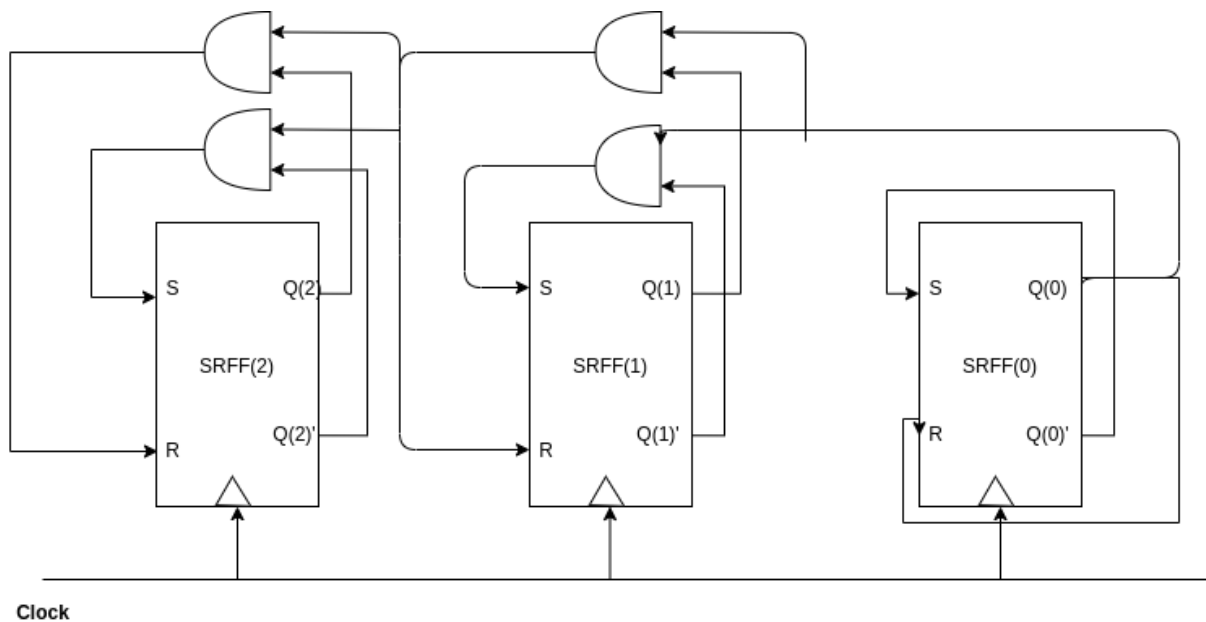 S Q(2) S Q(1) S Q(0)
SRFF(2) SRFF(1) SRFF(0)
R Q(2)' R Q(1)' R Q(0)'
Clock